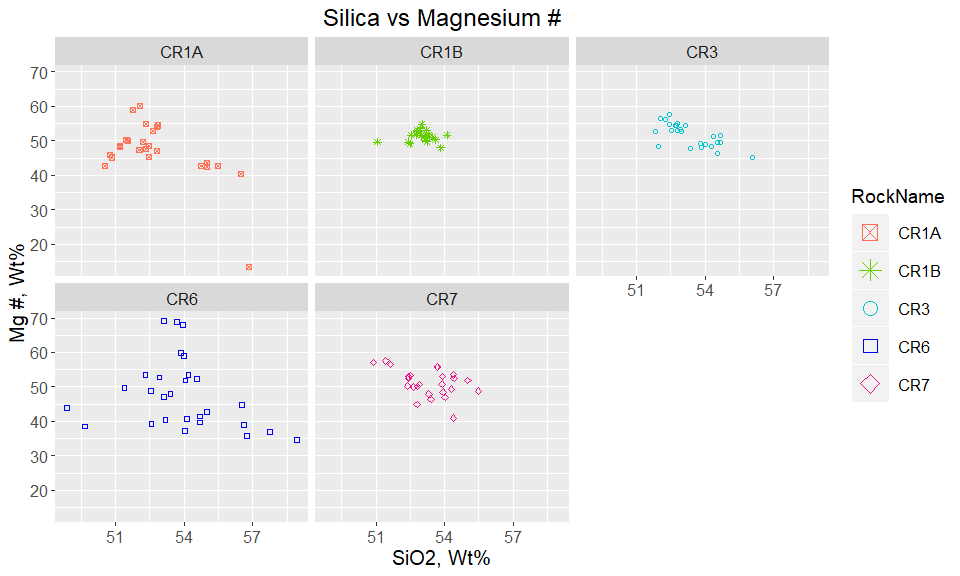 Silica vs Magnesium #
CR1A CR1B CR3
70
60
50
40
30
20
51 54 57
CR6 CR7
70
60
50
40
30
20
51 54 57 51 54 57
SiO2, Wt%
Mg #, Wt%
RockName
CR1A
CR1B
CR3
CR6
CR7